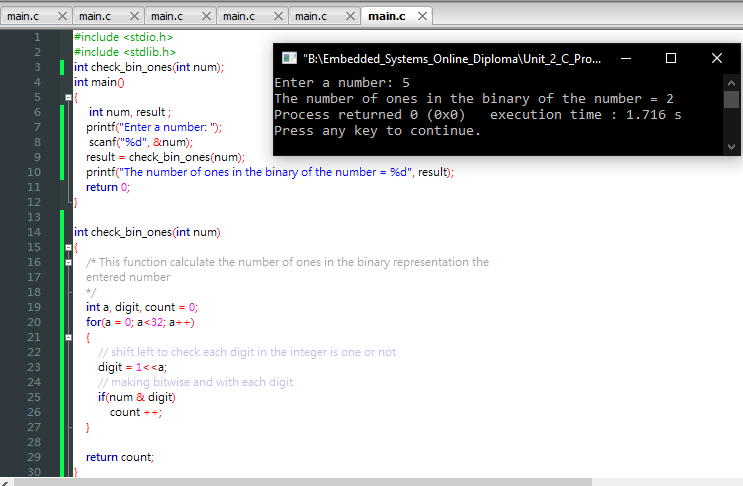 main.c main.c main.c main.c main.c main.c
1 #include <stdio.h>
2 #include <stdlib.h>
3 int check_bin_ones(int num);
4 int main()
5 {
6 int num, result ;
7 printf("Enter a number: ");
8 scanf("%d", &num);
9 result = check_bin_ones(num);
10 printf("The number of ones in the binary of the number = %d", result);
11 return 0;
12 }
13
14 int check_bin_ones(int num)
15 {
16 /* This function calculate the number of ones in the binary representation the
17 entered number
18 */
19 int a, digit, count = 0;
20 for(a = 0; a<32; a++)
21 {
22 // shift left to check each digit in the integer is one or not
23 digit = 1<<a;
24 // making bitwise and with each digit
25 if(num & digit)
26 count ++;
27 }
28
29 return count;
30 }
"B:\Embedded_Systems_Online_Diploma\Unit_2_C_Pro...
Enter a number: 5
The number of ones in the binary of the number = 2
Process returned 0 (0x0) execution time : 1.716 s
Press any key to continue.